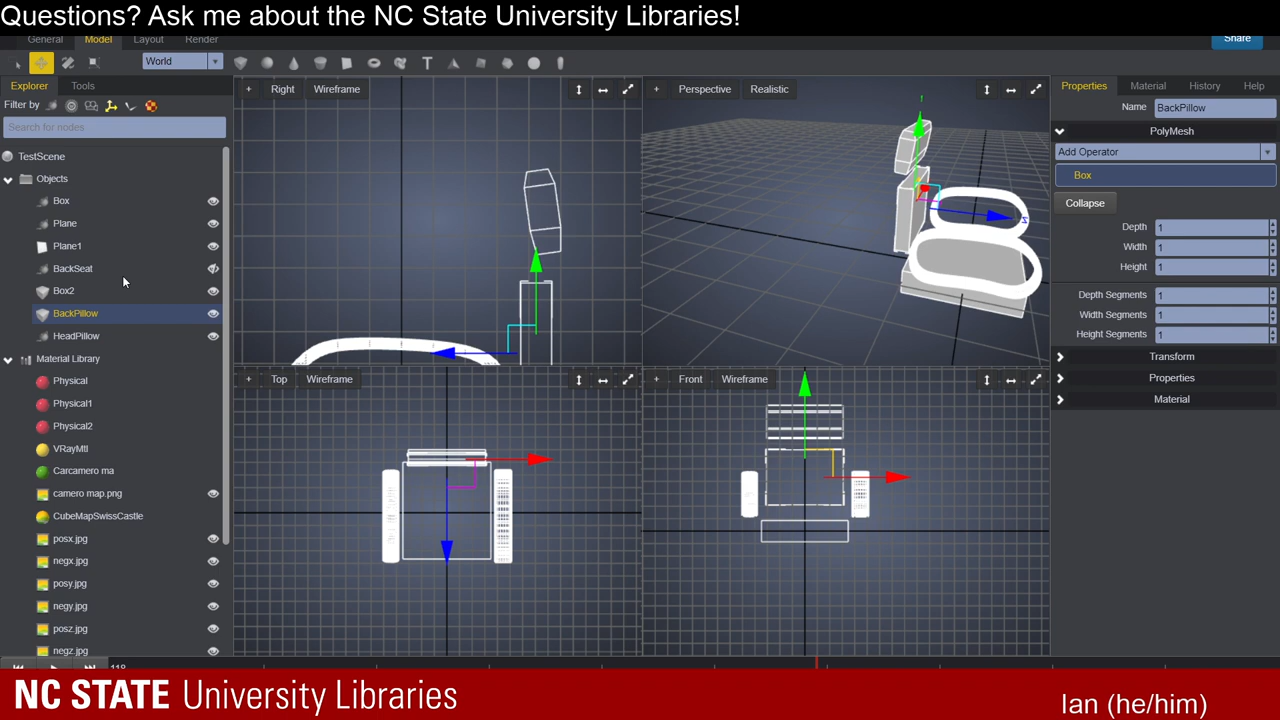 Questions? Ask me about the NC State University Libraries!
General Model Layout Render Share
World T
Explorer Tools
Filter by
Search for nodes
TestScene
Objects
Box
Plane
Plane1
BackSeat
Box2
BackPillow
HeadPillow
Material Library
Physical
Physical1
Physical2
VRayMtl
Carcamero ma
camero map.png
CubeMapSwissCastle
posx.jpg
negx.jpg
posy.jpg
negy.jpg
posz.jpg
negz.jpg
+ Right Wireframe
+ Perspective Realistic
+ Top Wireframe
+ Front Wireframe
Properties Material History Help
Name BackPillow
PolyMesh
Add Operator
Box
Collapse
Depth 1
Width 1
Height 1
Depth Segments 1
Width Segments 1
Height Segments 1
Transform
Properties
Material
118
NC STATE University Libraries
Ian (he/him)